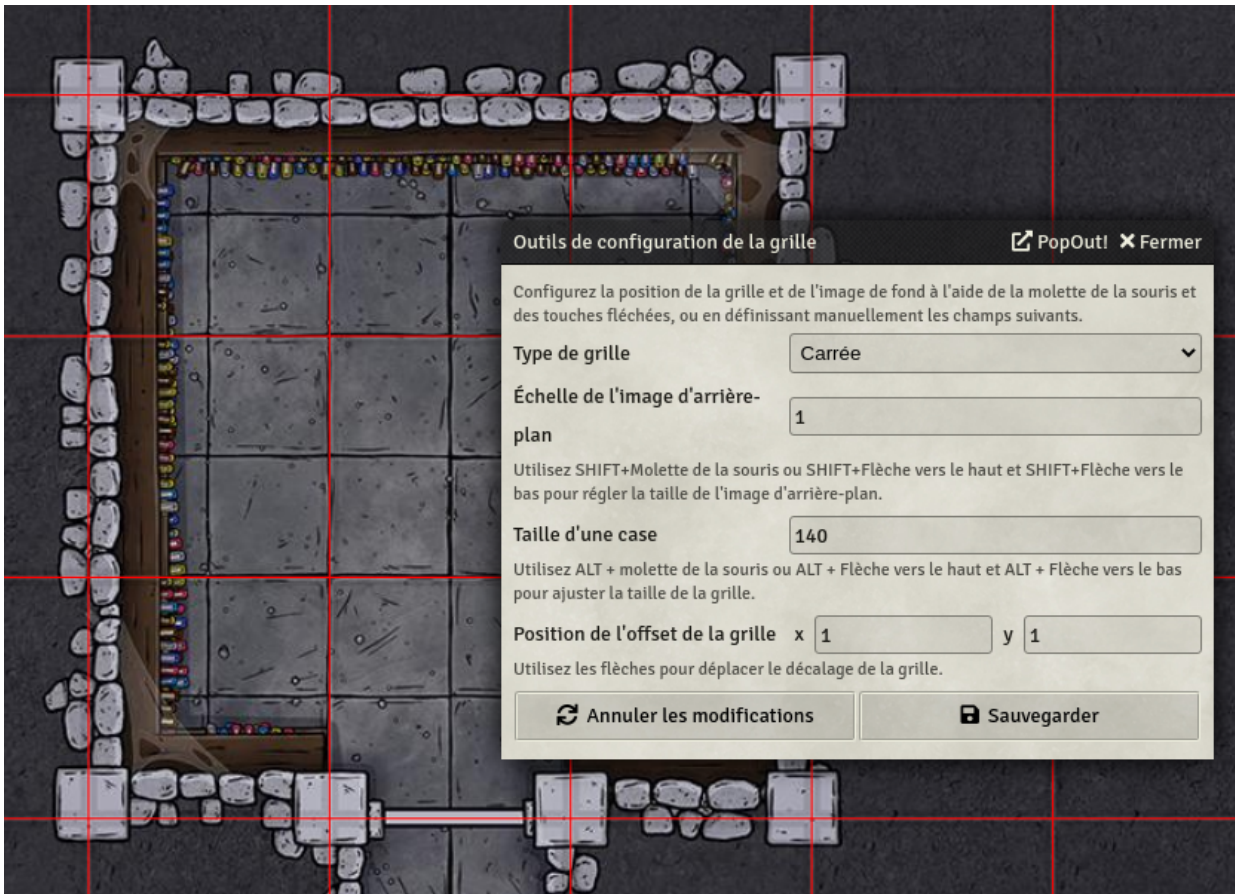 Outils de configuration de la grille PopOut! Fermer
Configurez la position de la grille et de l'image de fond à l'aide de la molette de la souris et
des touches fléchées, ou en définissant manuellement les champs suivants.
Type de grille Carrée
Échelle de l'image d'arrière-
plan 1
Utilisez SHIFT+Molette de la souris ou SHIFT+Flèche vers le haut et SHIFT+Flèche vers le
bas pour régler la taille de l'image d'arrière-plan.
Taille d'une case 140
Utilisez ALT + molette de la souris ou ALT + Flèche vers le haut et ALT + Flèche vers le bas
pour ajuster la taille de la grille.
Position de l'offset de la grille x 1 y 1
Utilisez les flèches pour déplacer le décalage de la grille.
Annuler les modifications Sauvegarder